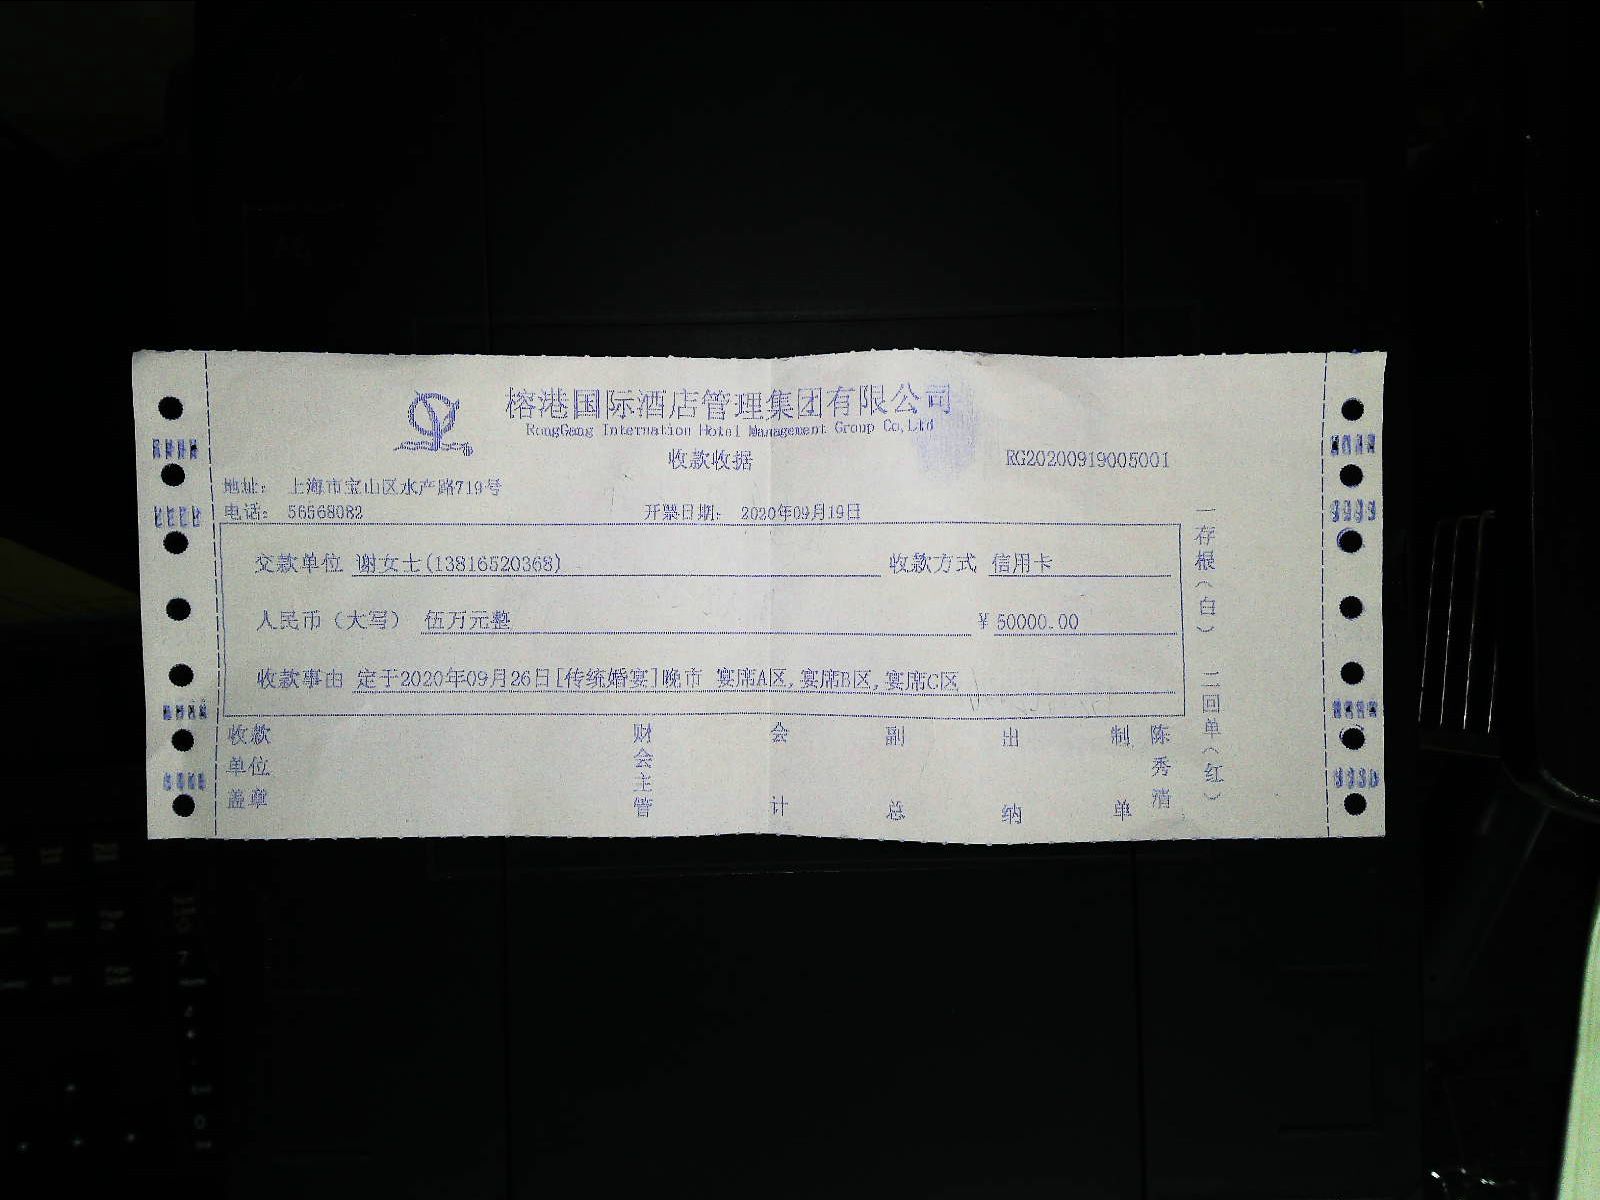 榕港国际酒店管理集团有限公司
RongGang Internation Hotel Management Group Co,Ltd
收款收据
RG20200919005001
地址： 上海市宝山区水产路719号
电话： 56568082
开票日期： 2020年09月19日
交款单位 谢女士(13816520368) 收款方式 信用卡
人民币（大写） 伍万元整 ￥50000.00
收款事由 定于2020年09月26日[传统婚宴]晚市 宴席A区,宴席B区,宴席C区
收款单位盖章 财会主管 会计 副总 出纳 制单 陈秀清
一存根（白） 二回单（红）